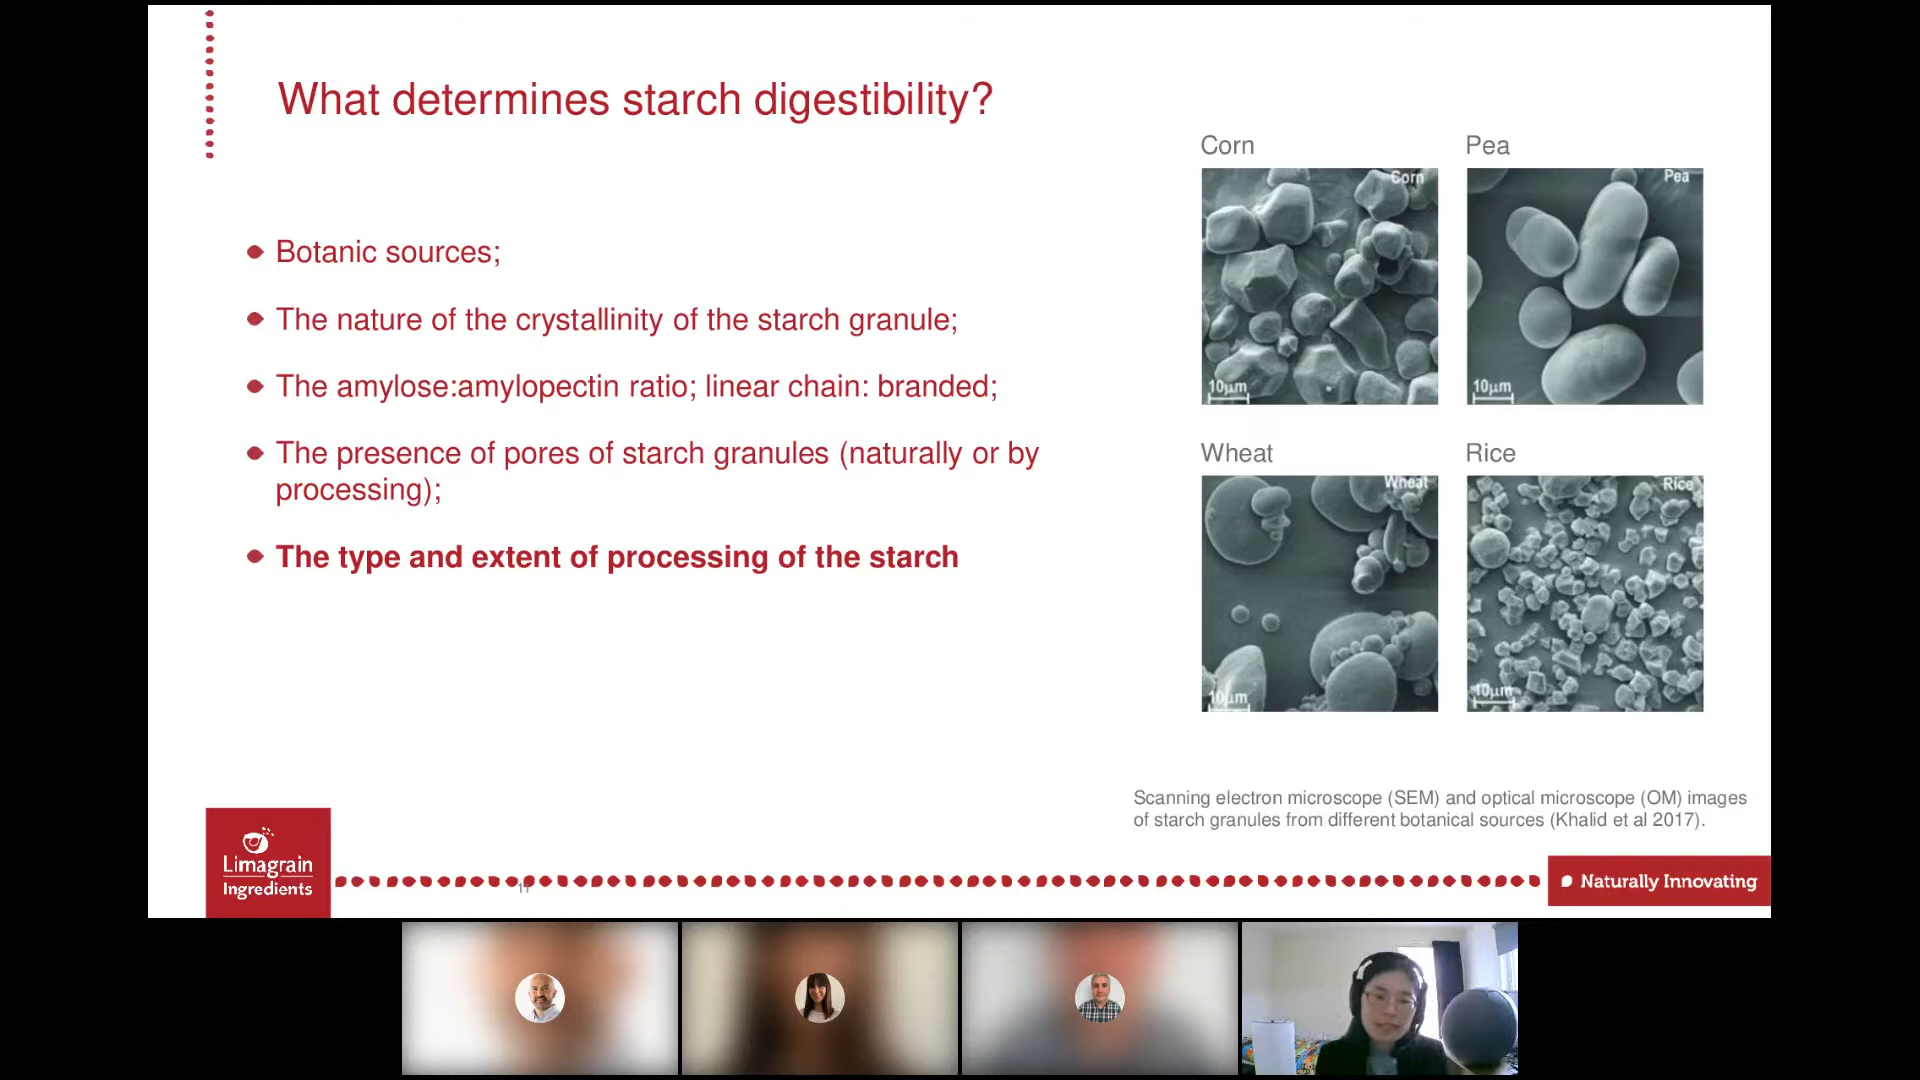 What determines starch digestibility?
Botanic sources;
The nature of the crystallinity of the starch granule;
The amylose:amylopectin ratio; linear chain: branded;
The presence of pores of starch granules (naturally or by
processing);
The type and extent of processing of the starch
Corn
Pea
Corn
Pea
10µm
10µm
Wheat
Rice
Wheat
Rice
10µm
10µm
Scanning electron microscope (SEM) and optical microscope (OM) images
of starch granules from different botanical sources (Khalid et al 2017).
Limagrain
Ingredients
11
Naturally Innovating